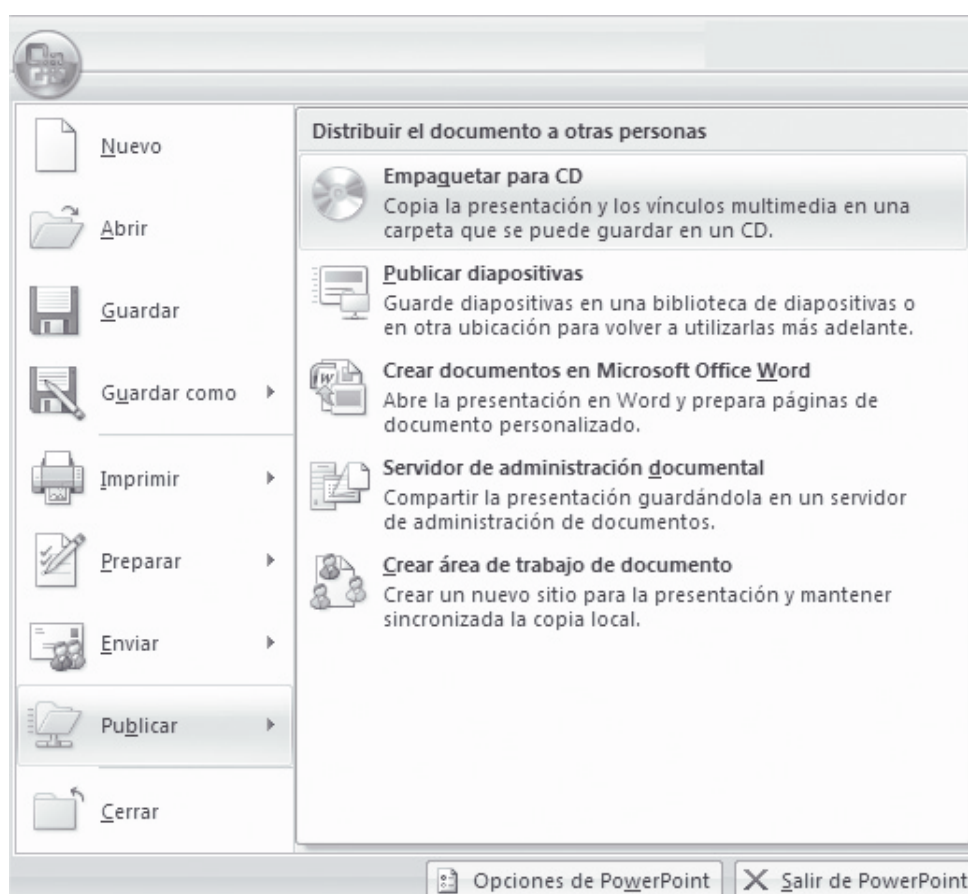 Nuevo
Abrir
Guardar
Guardar como
Imprimir
Preparar
Enviar
Publicar
Cerrar
Distribuir el documento a otras personas
Empaquetar para CD
Copia la presentación y los vínculos multimedia en una
carpeta que se puede guardar en un CD.
Publicar diapositivas
Guarde diapositivas en una biblioteca de diapositivas o
en otra ubicación para volver a utilizarlas más adelante.
Crear documentos en Microsoft Office Word
Abre la presentación en Word y prepara páginas de
documento personalizado.
Servidor de administración documental
Compartir la presentación guardándola en un servidor
de administración de documentos.
Crear área de trabajo de documento
Crear un nuevo sitio para la presentación y mantener
sincronizada la copia local.
Opciones de PowerPoint
Salir de PowerPoint